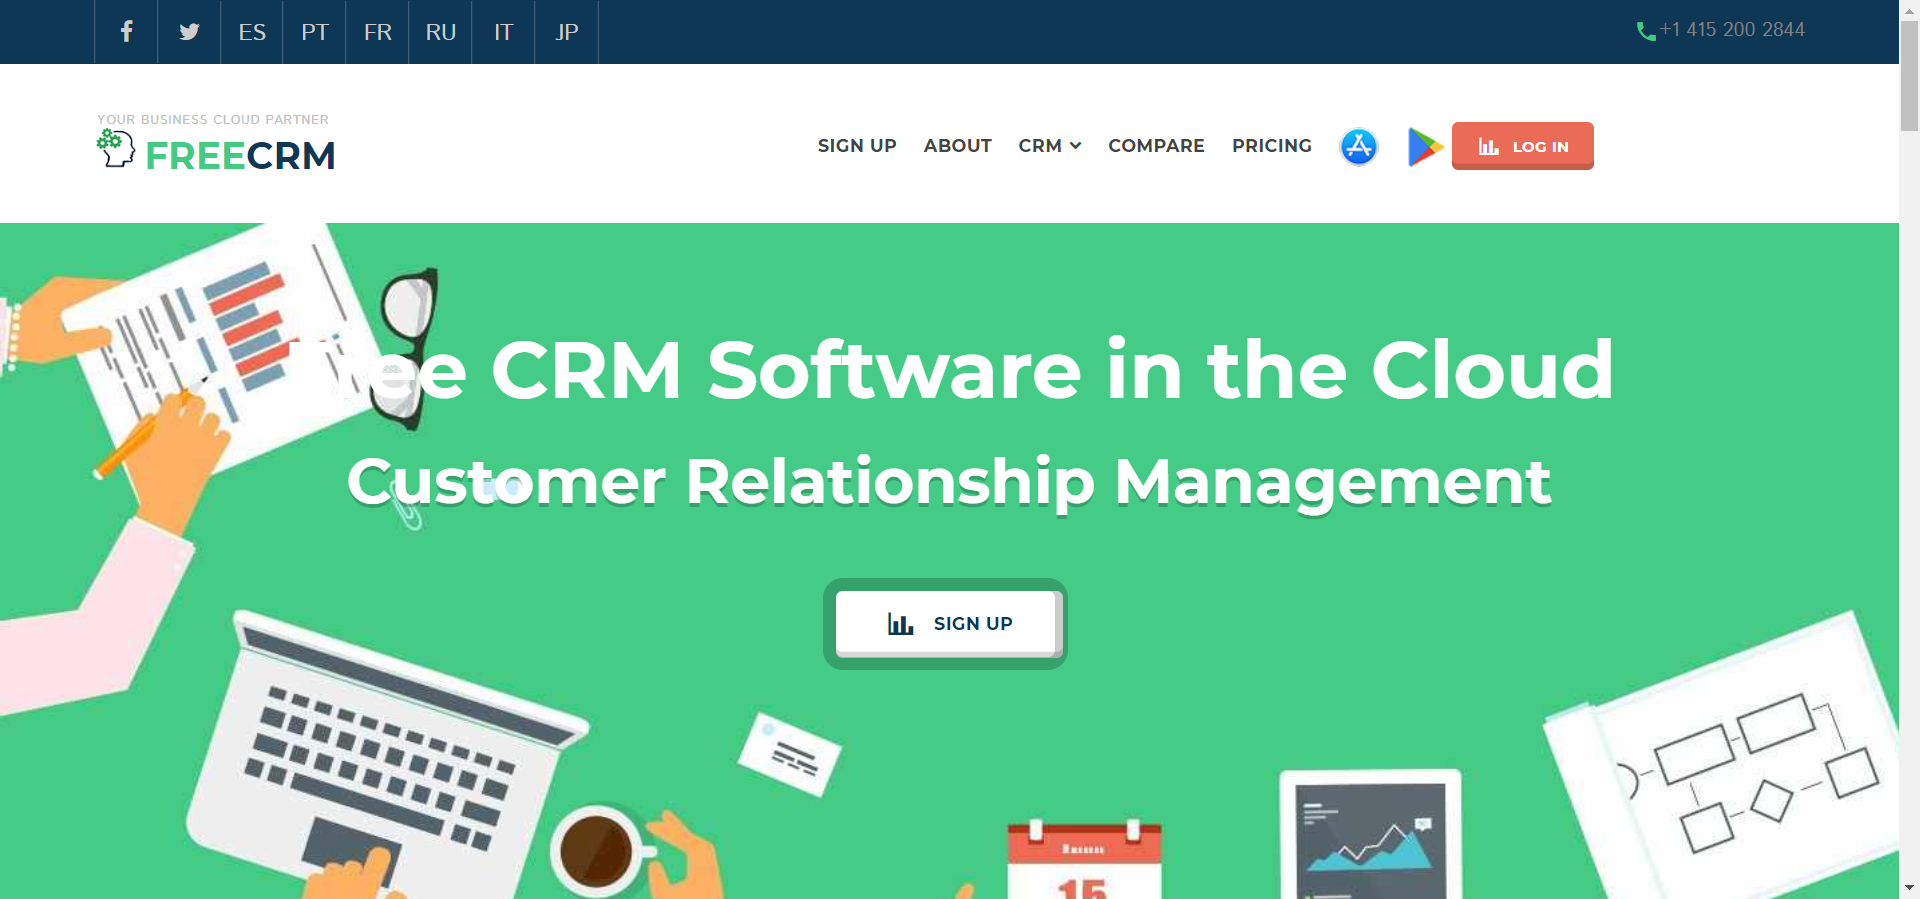 ES PT FR RU IT JP
+1 415 200 2844
YOUR BUSINESS CLOUD PARTNER
FREECRM
SIGN UP ABOUT CRM COMPARE PRICING LOG IN
Free CRM Software in the Cloud
Customer Relationship Management
SIGN UP
15